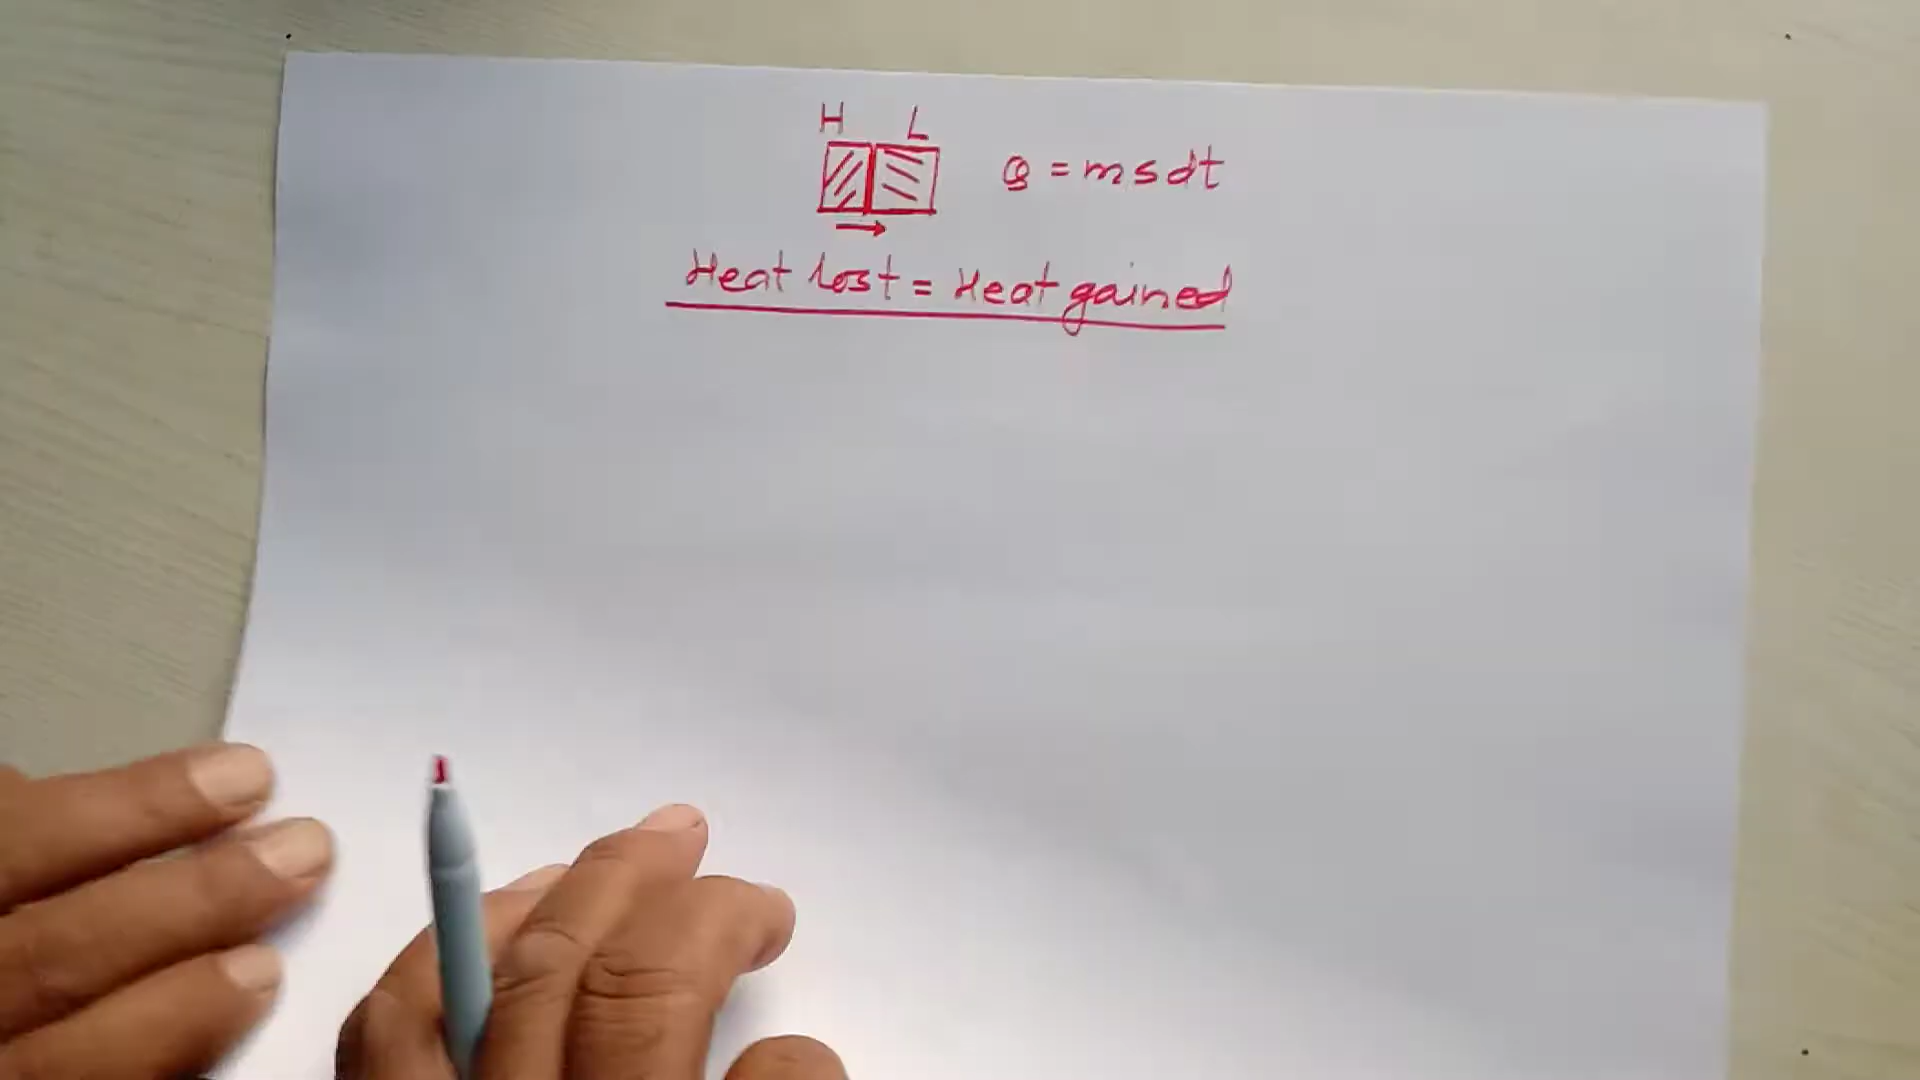 H L
Q = msdt
Heat lost = Heat gained